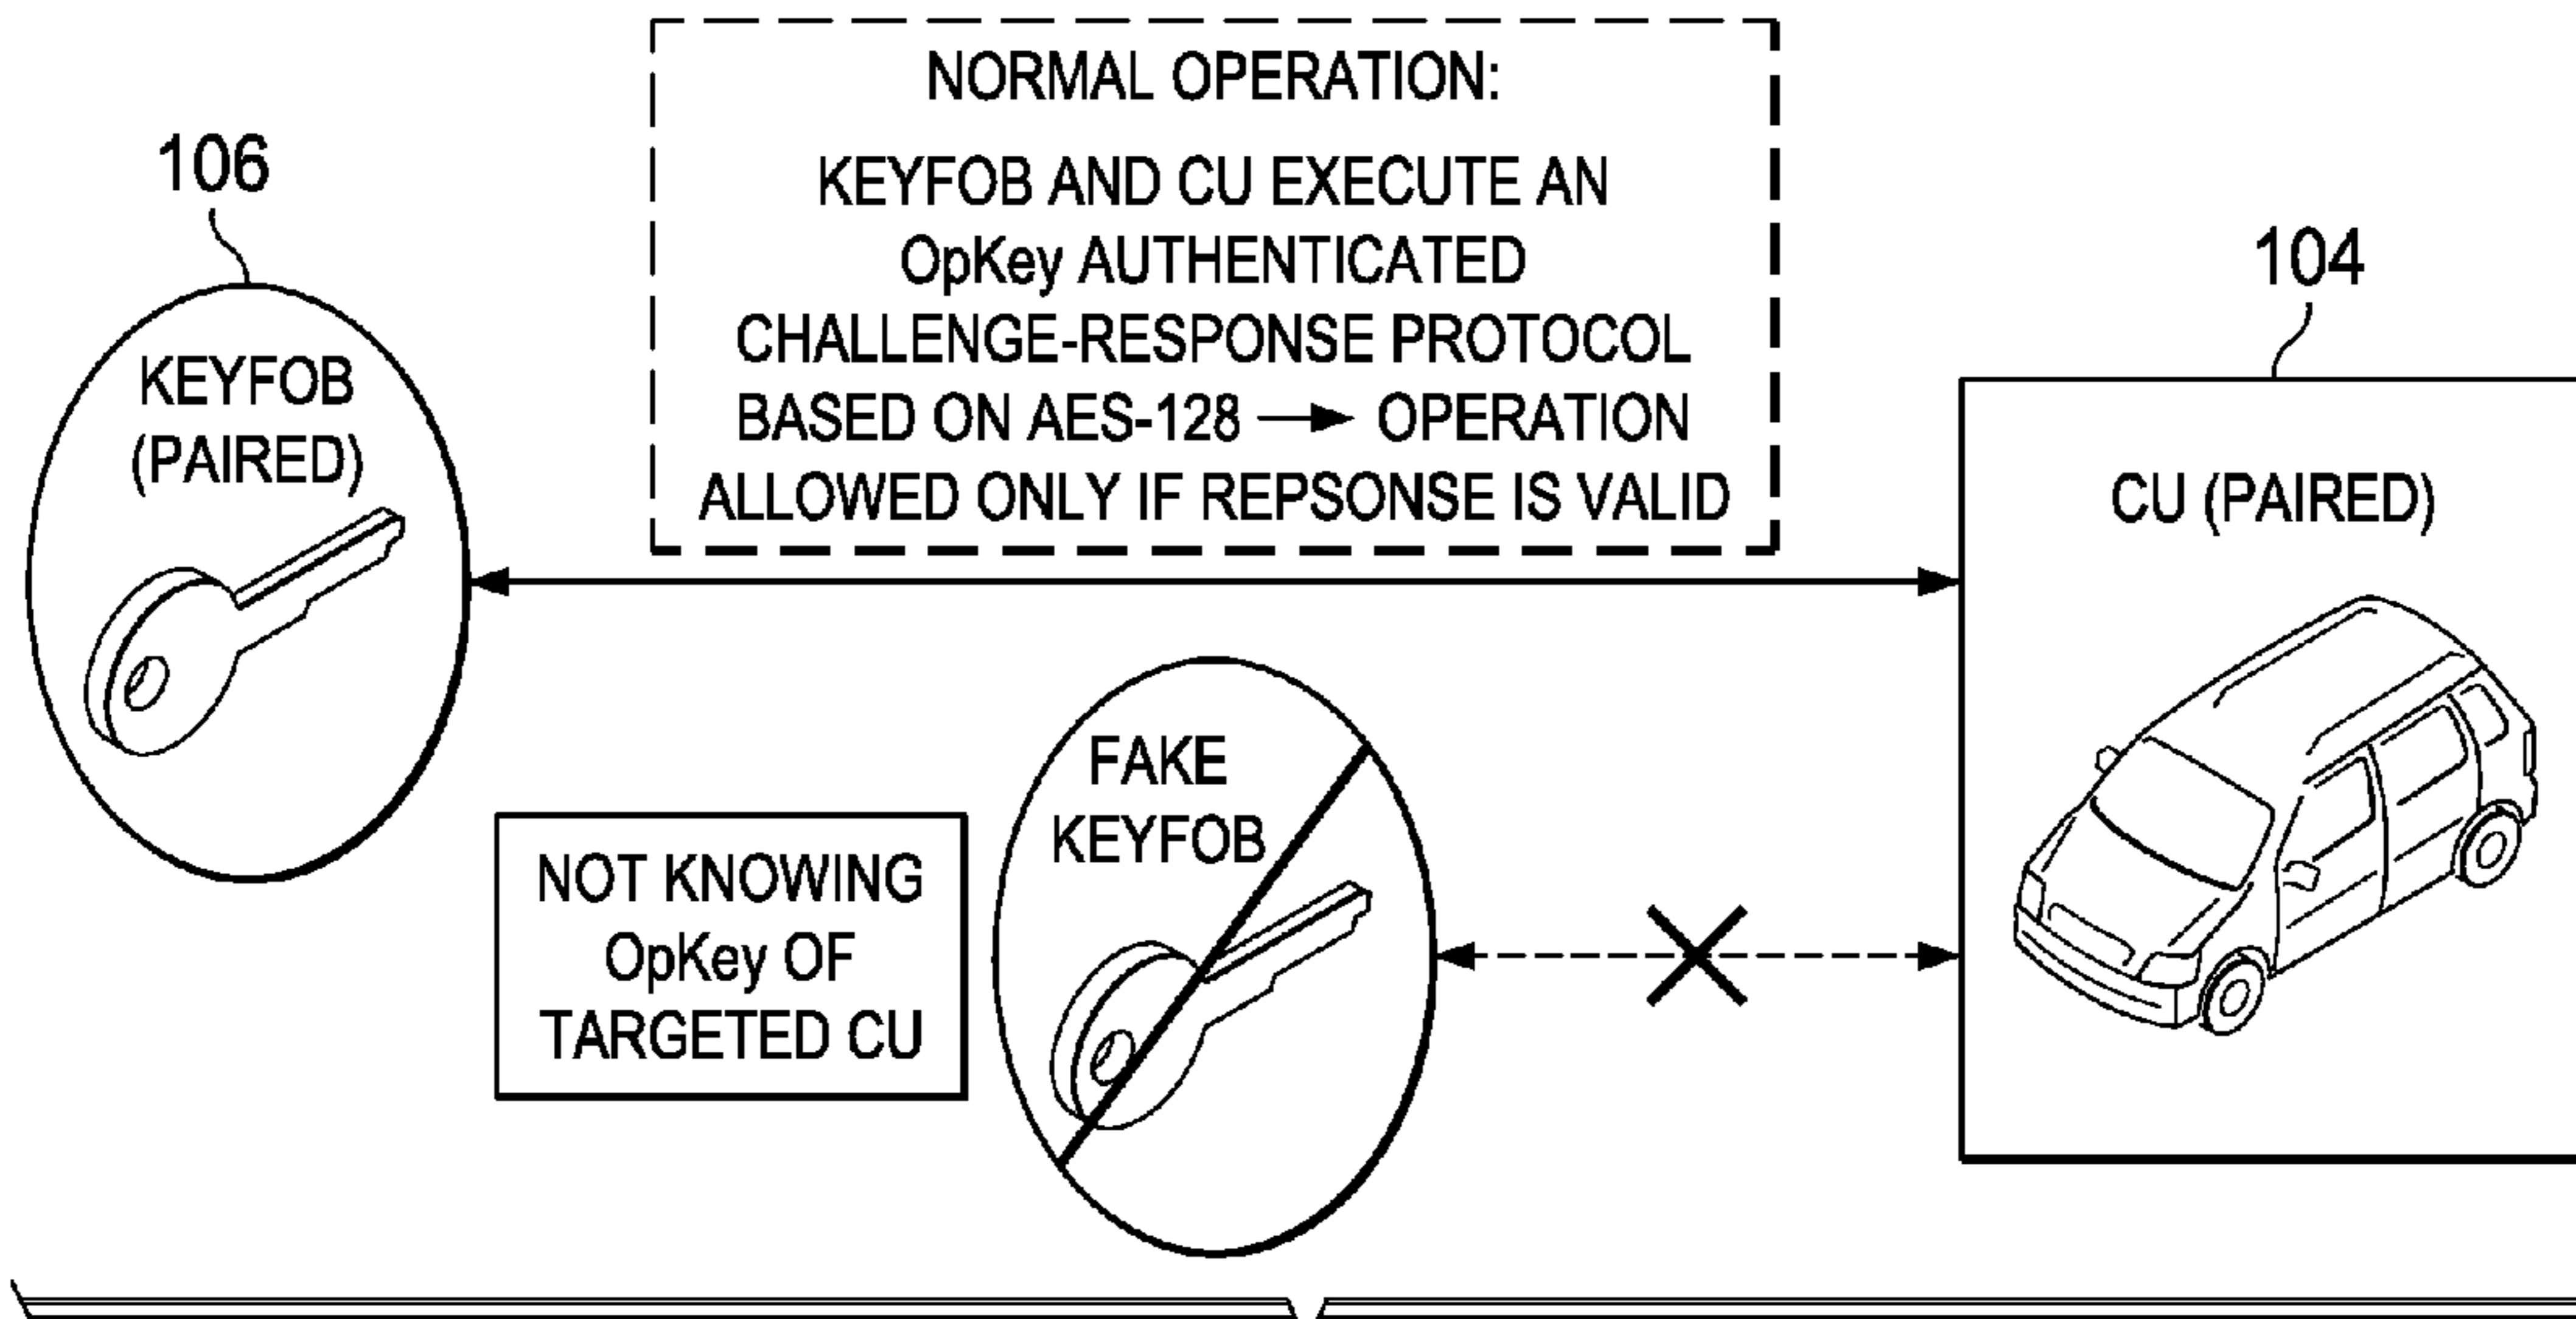 NORMAL OPERATION:
KEYFOB AND CU EXECUTE AN
OpKey AUTHENTICATED
CHALLENGE-RESPONSE PROTOCOL
BASED ON AES-128 → OPERATION
ALLOWED ONLY IF REPSONSE IS VALID
106
KEYFOB
(PAIRED)
104
CU (PAIRED)
FAKE
KEYFOB
NOT KNOWING
OpKey OF
TARGETED CU